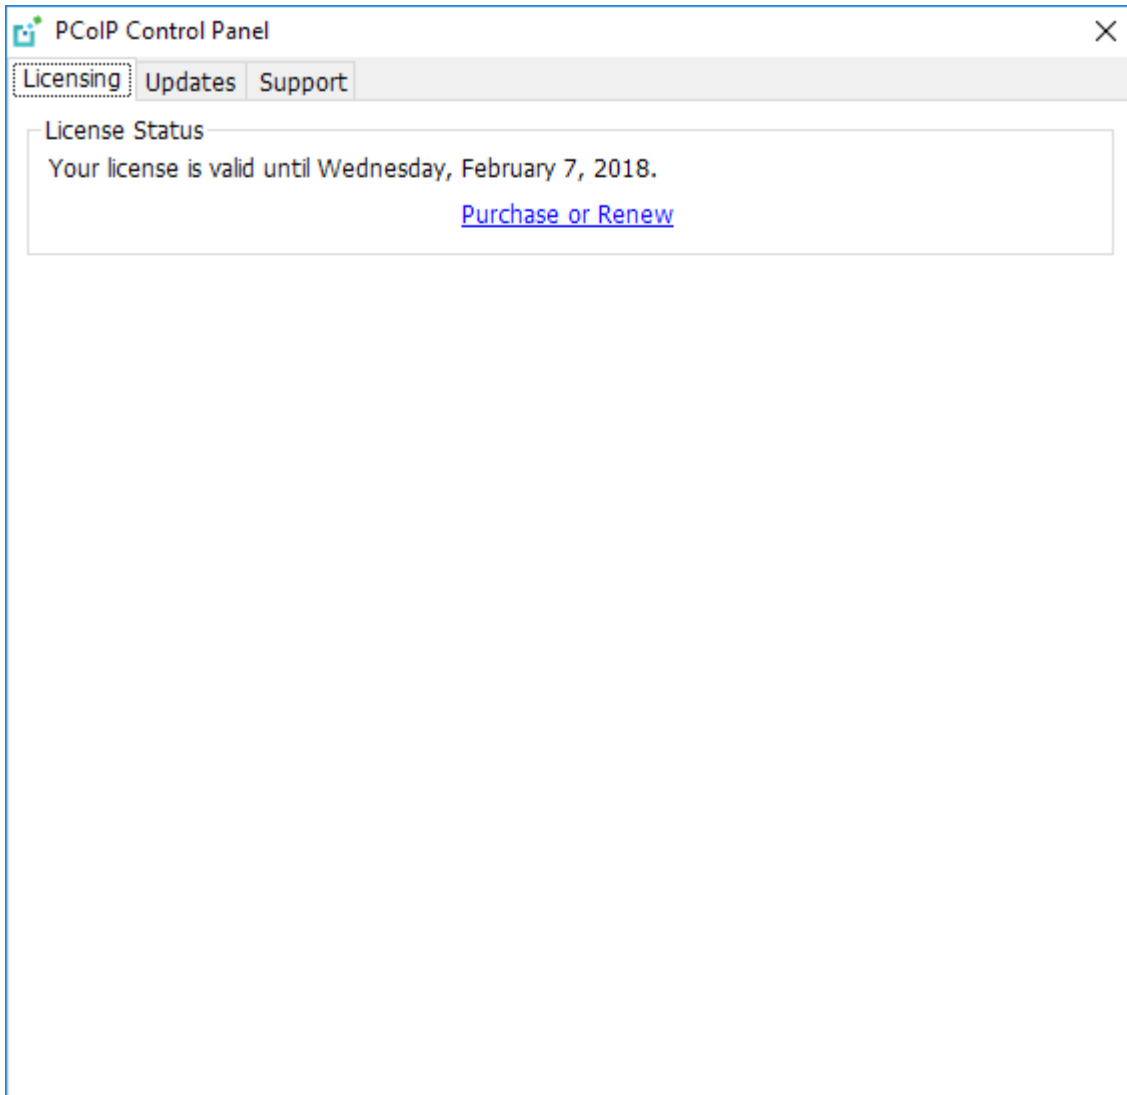 PCoIP Control Panel
Licensing Updates Support
License Status
Your license is valid until Wednesday, February 7, 2018.
Purchase or Renew